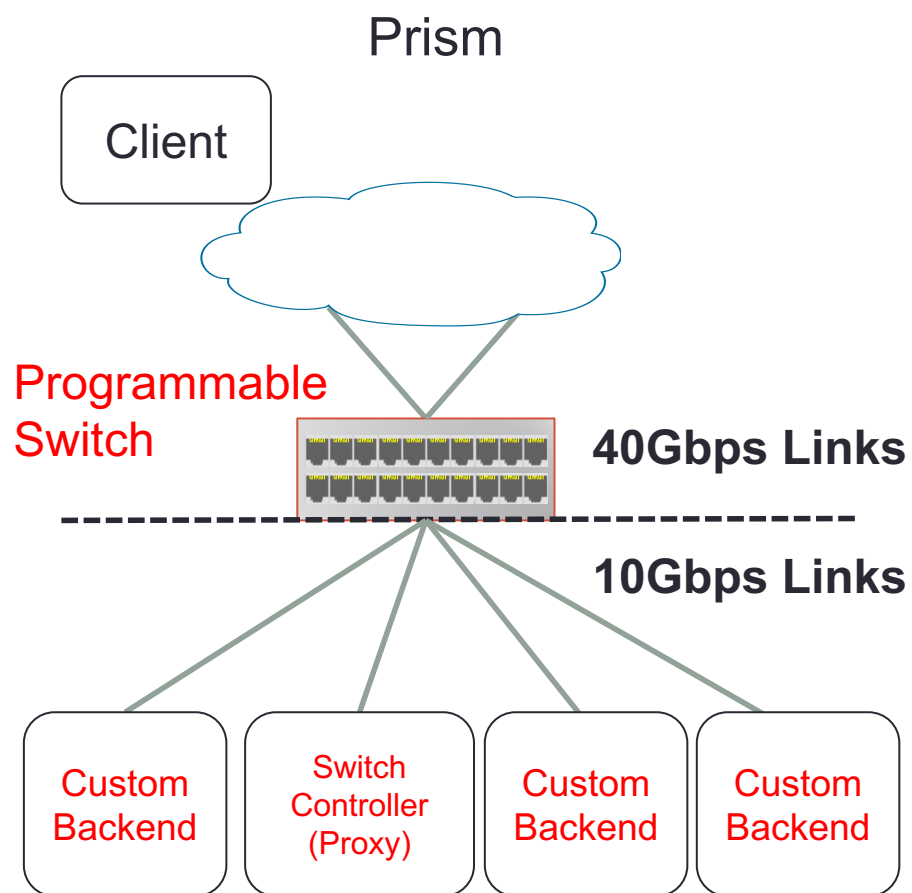 Prism
Client
Programmable
Switch
40Gbps Links
10Gbps Links
Custom
Backend
Switch
Controller
(Proxy)
Custom
Backend
Custom
Backend